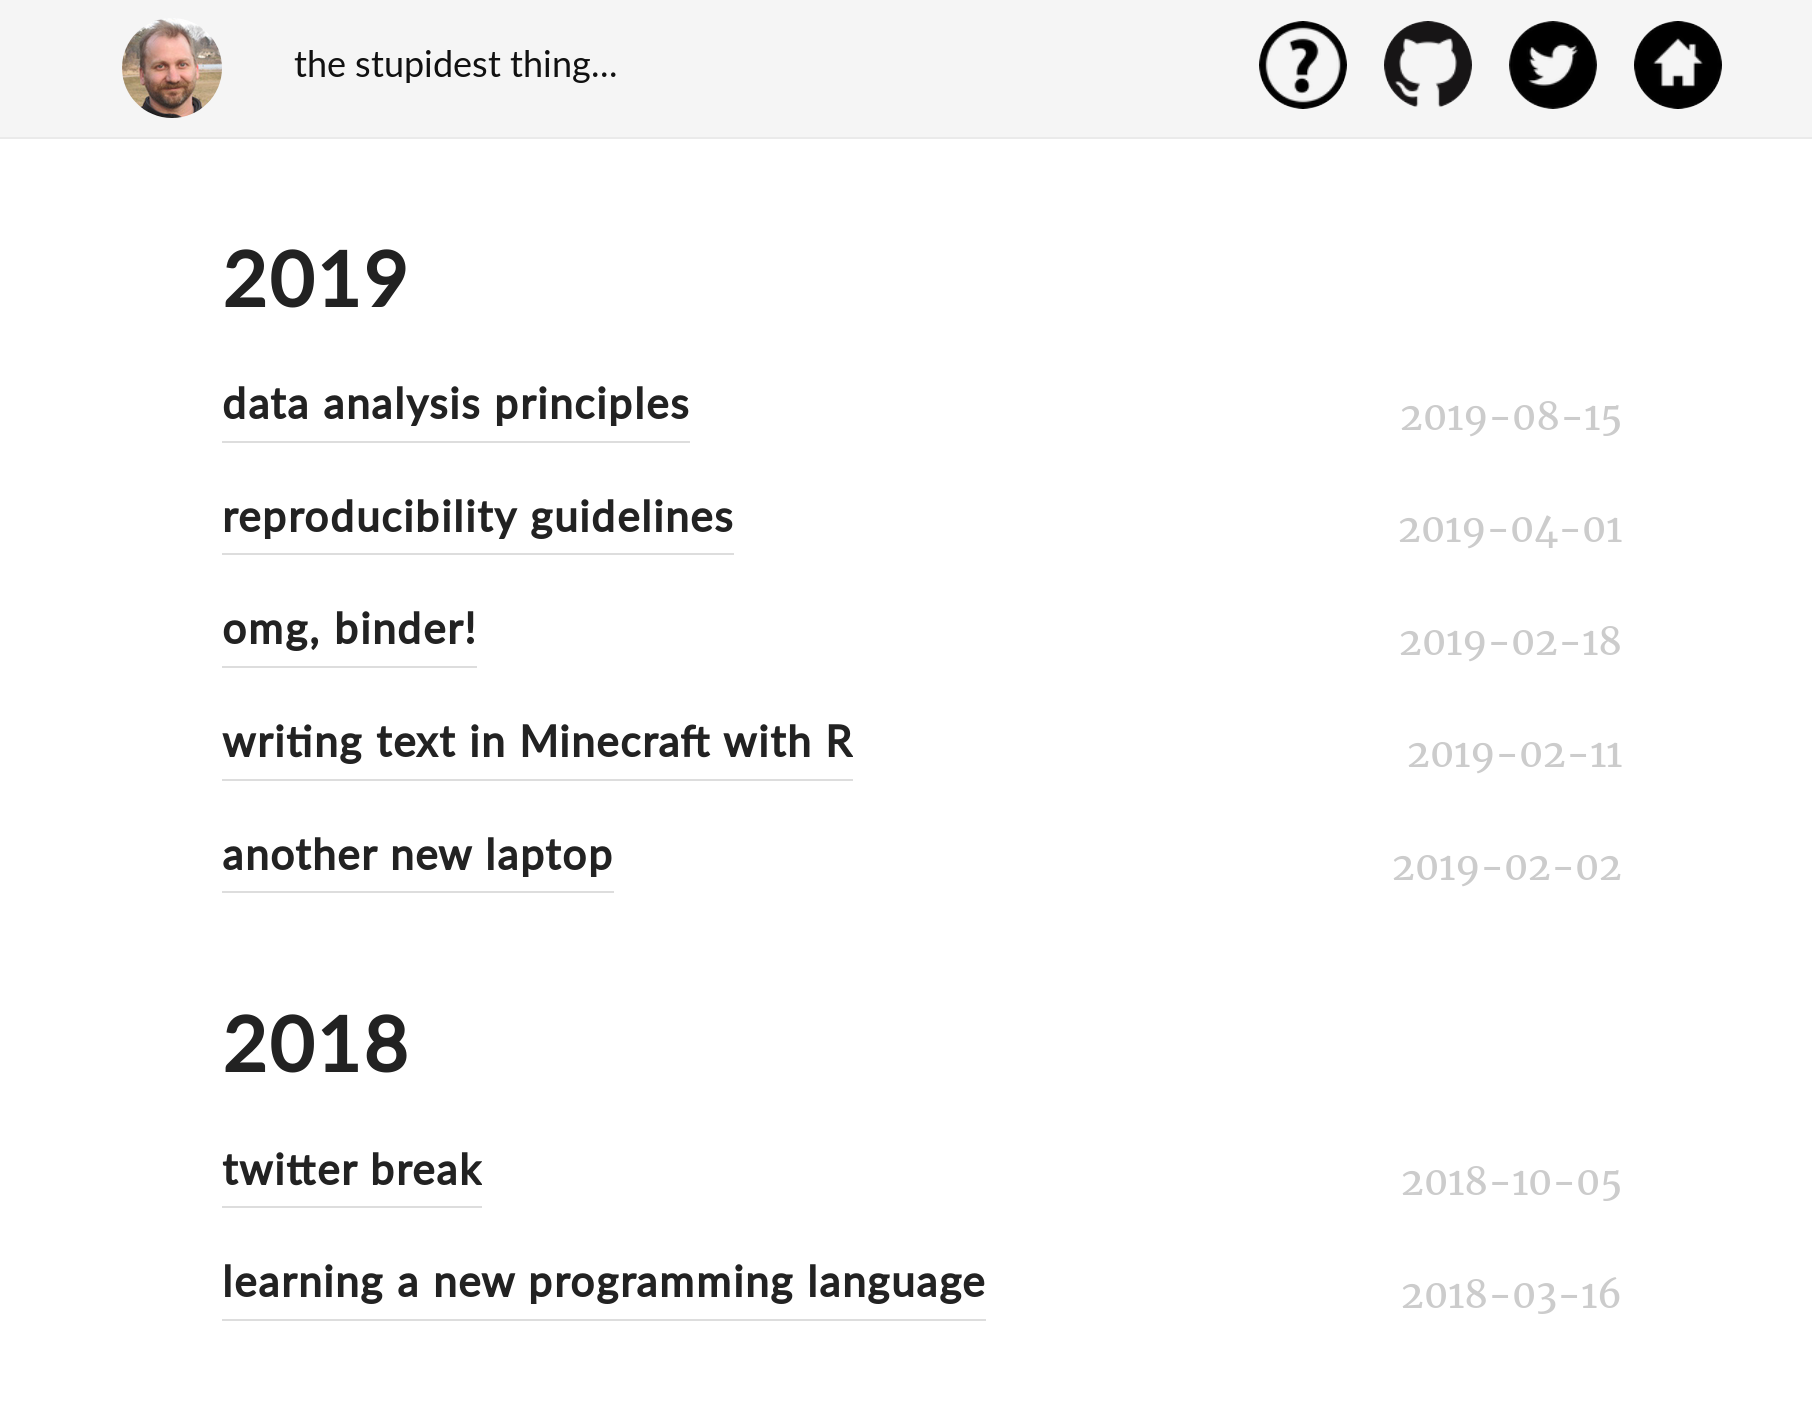 the stupidest thing...
2019
data analysis principles 2019-08-15
reproducibility guidelines 2019-04-01
omg, binder! 2019-02-18
writing text in Minecraft with R 2019-02-11
another new laptop 2019-02-02
2018
twitter break 2018-10-05
learning a new programming language 2018-03-16